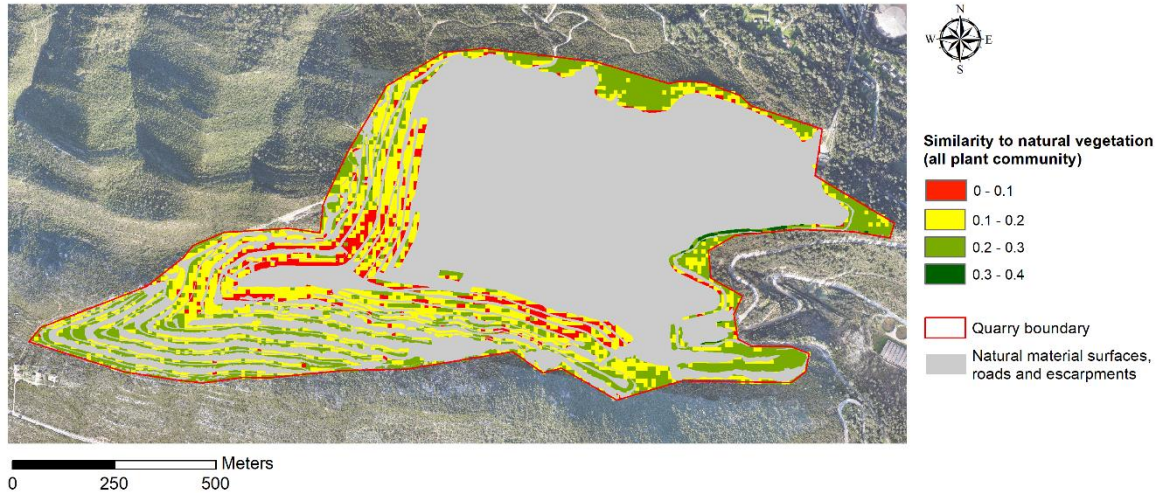 N
W E
S
Similarity to natural vegetation
(all plant community)
0 - 0.1
0.1 - 0.2
0.2 - 0.3
0.3 - 0.4
Quarry boundary
Natural material surfaces,
roads and escarpments
Meters
0 250 500